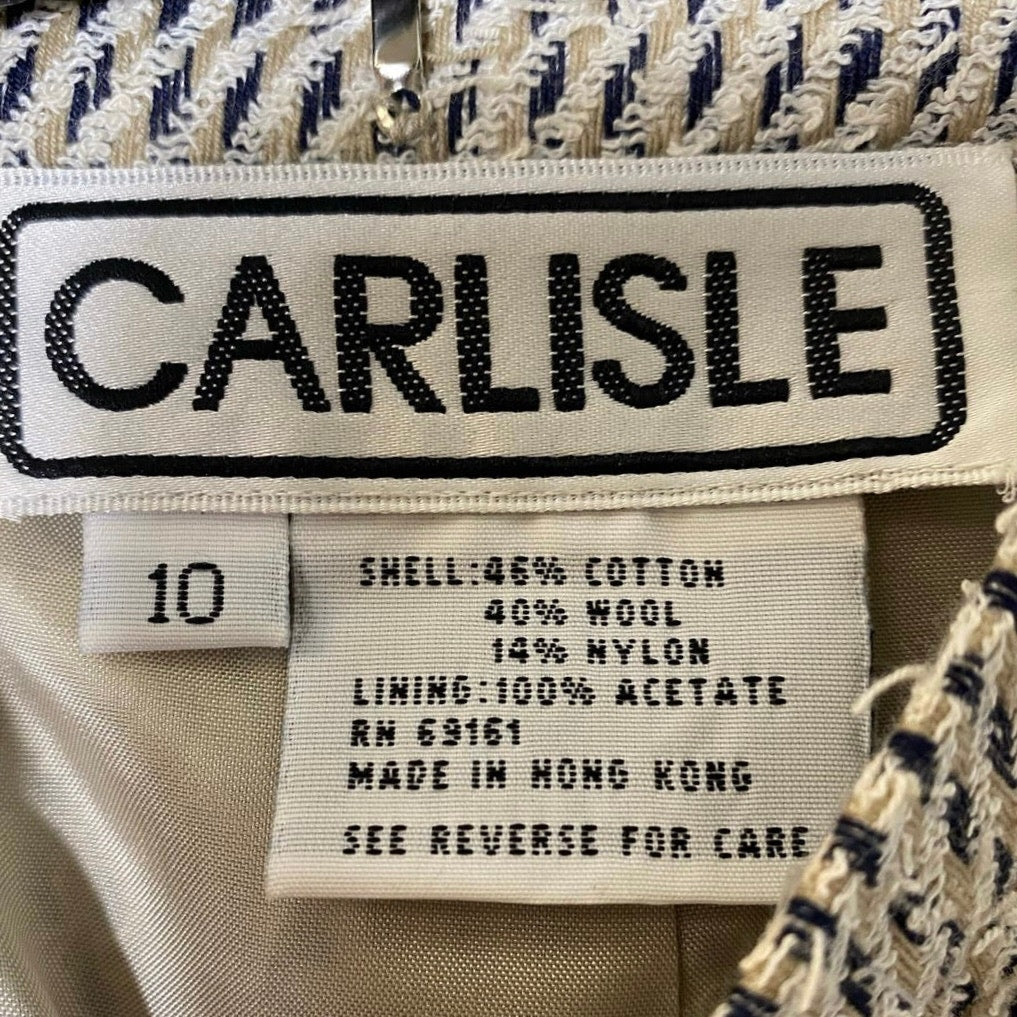 CARLISLE
10
SHELL:46% COTTON
40% WOOL
14% NYLON
LINING:100% ACETATE
RN 69161
MADE IN HONG KONG
SEE REVERSE FOR CARE